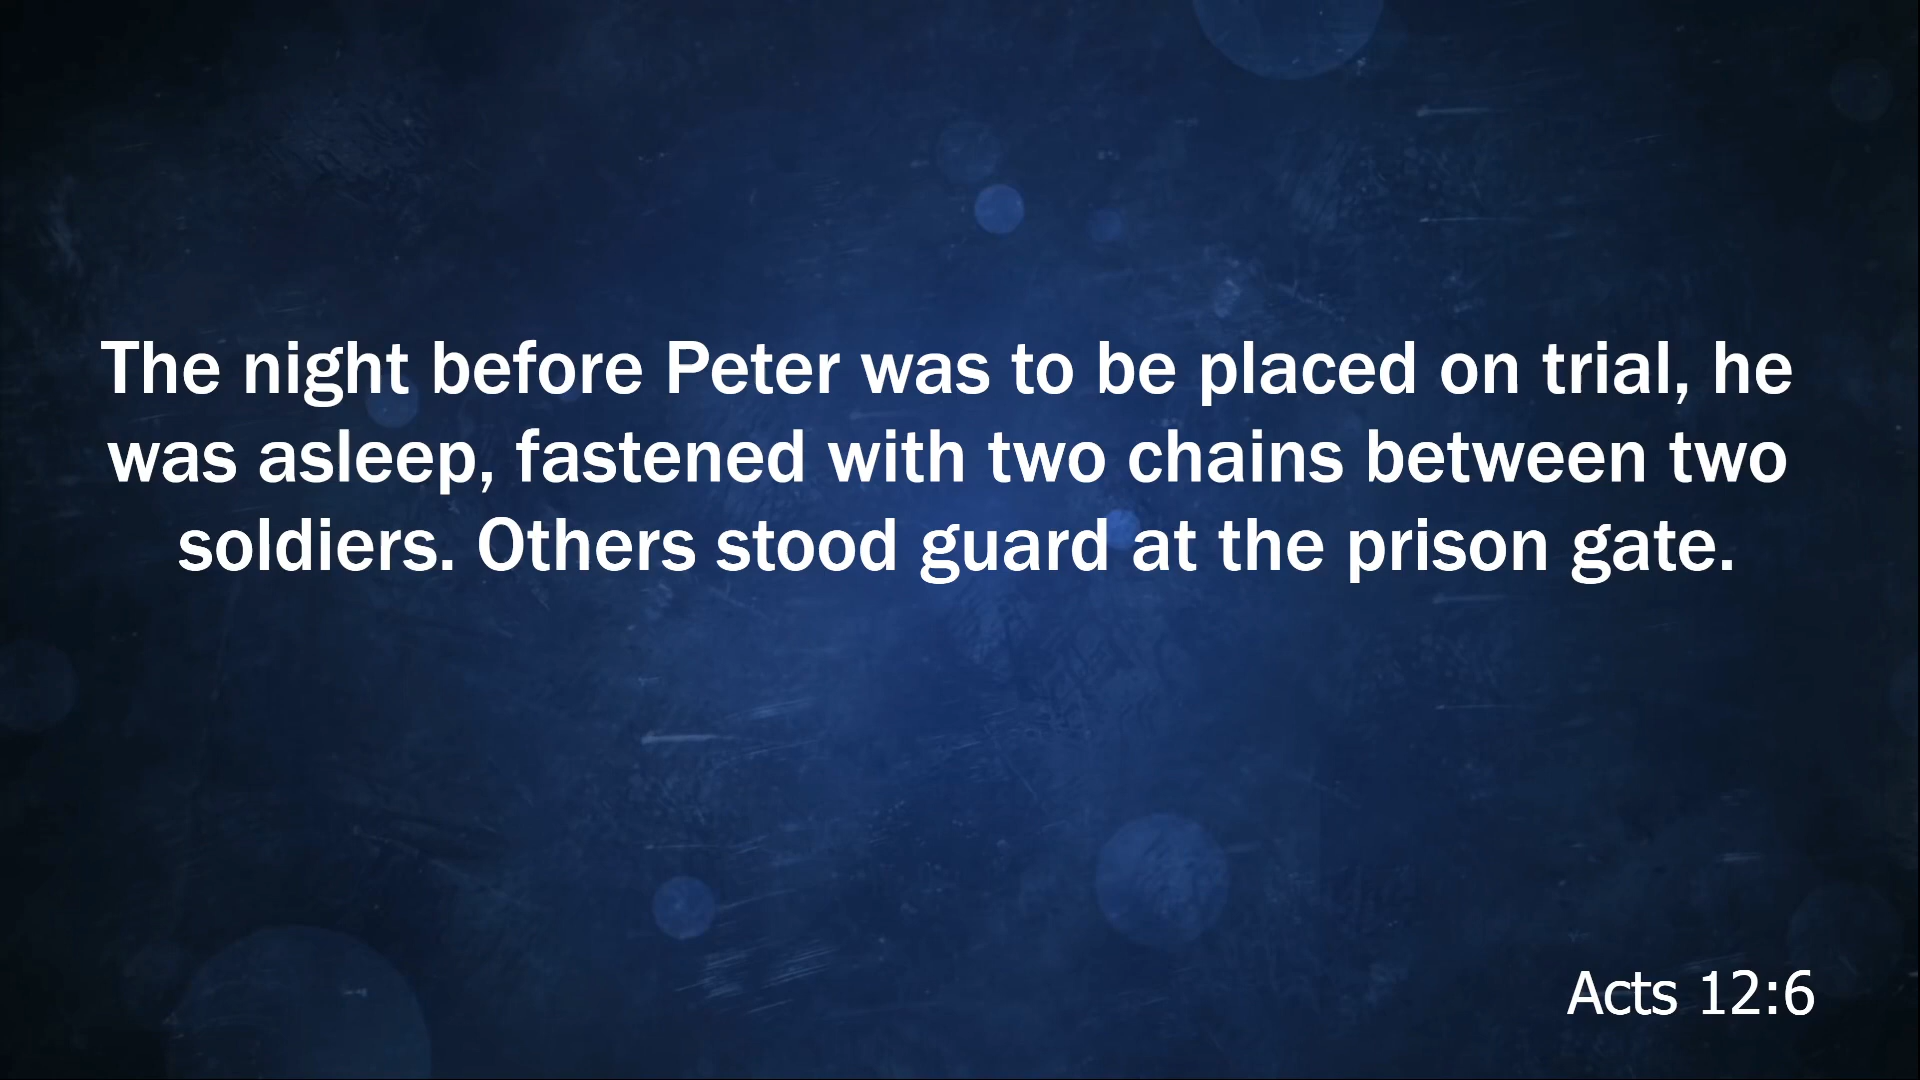 The night before Peter was to be placed on trial, he
was asleep, fastened with two chains between two
soldiers. Others stood guard at the prison gate.
Acts 12:6